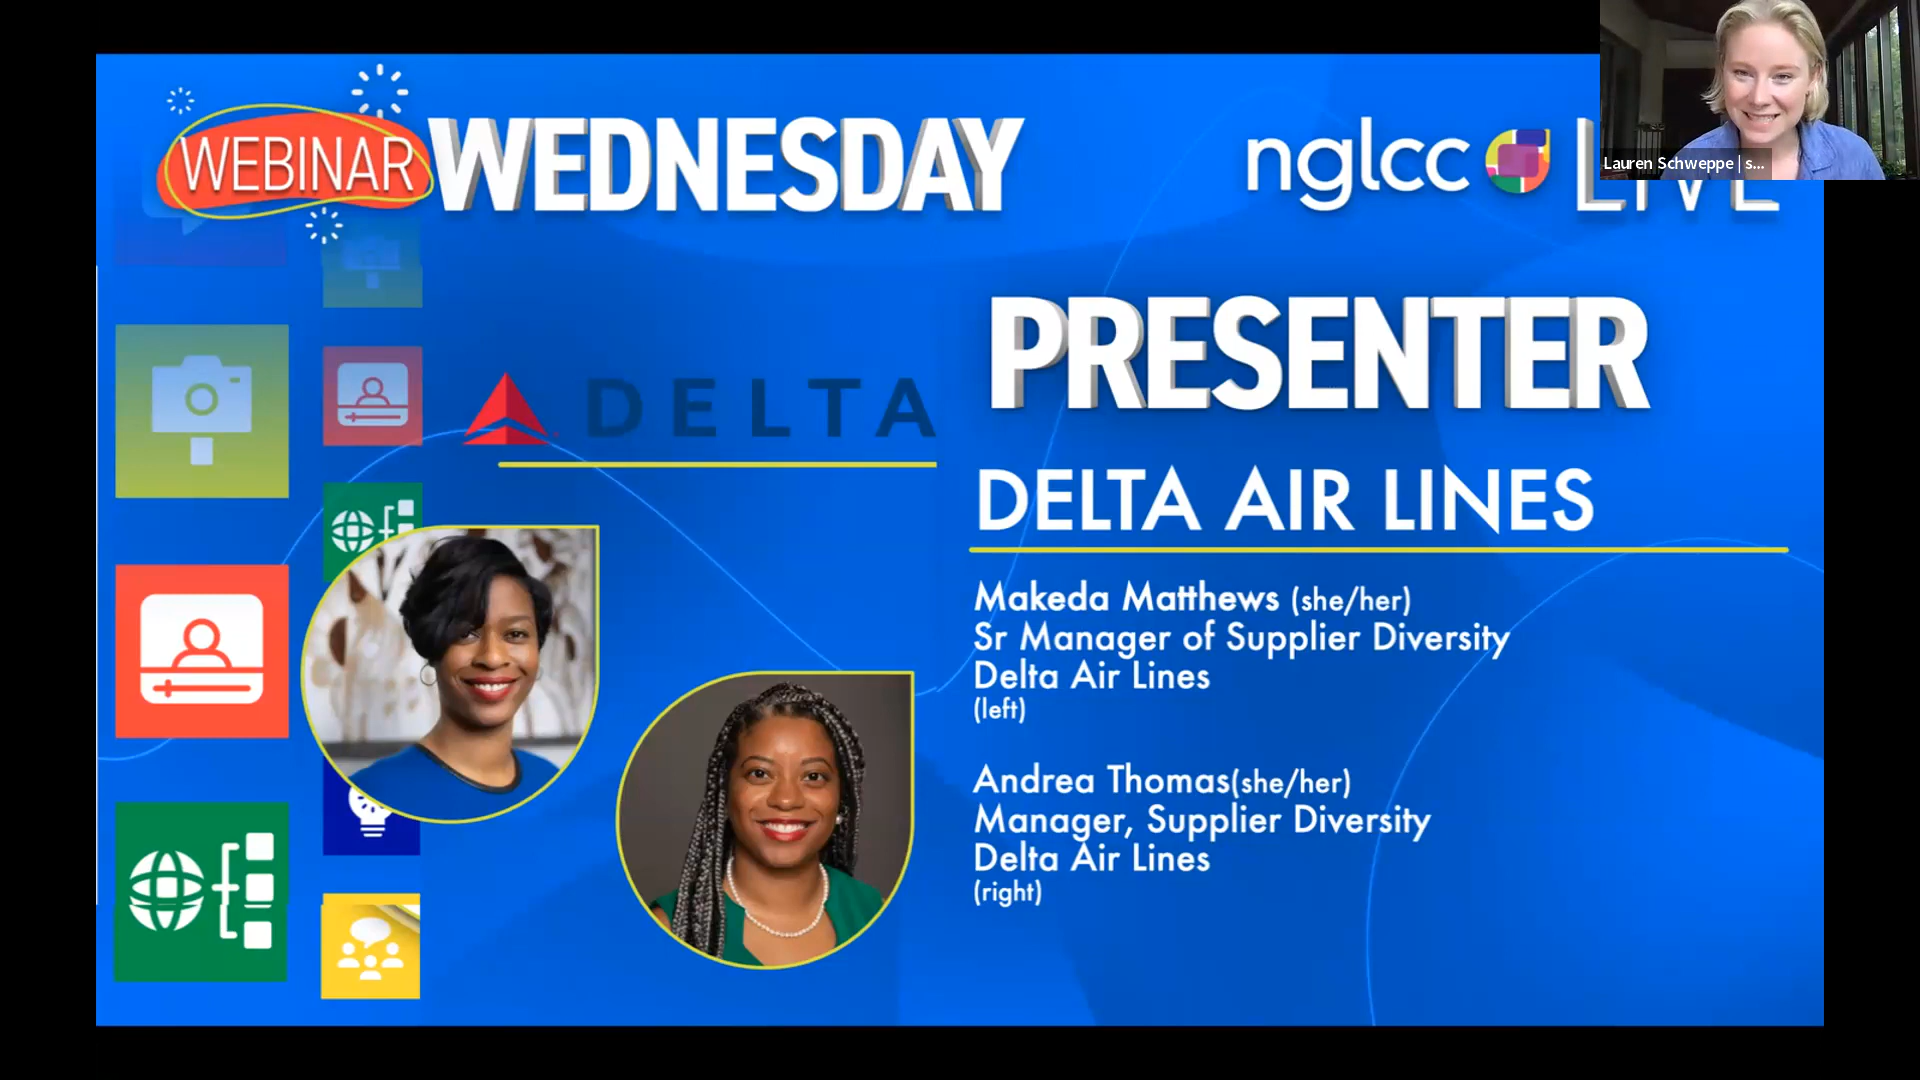 WEBINAR WEDNESDAY
nglcc LIVE
Lauren Schweppe | s...
PRESENTER
DELTA
DELTA AIR LINES
Makeda Matthews (she/her)
Sr Manager of Supplier Diversity
Delta Air Lines
(left)
Andrea Thomas(she/her)
Manager, Supplier Diversity
Delta Air Lines
(right)